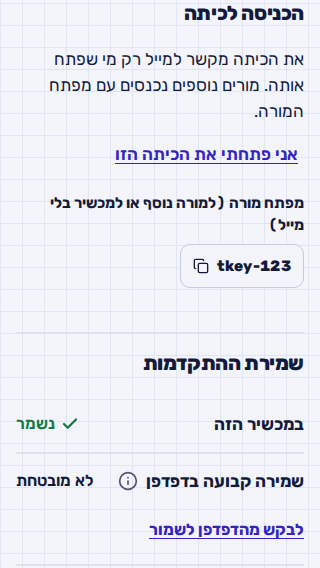 הכניסה לכיתה
את הכיתה מקשר למייל רק מי שפתח
אותה. מורים נוספים נכנסים עם מפתח
המורה.
אני פתחתי את הכיתה הזו
מפתח מורה (למורה נוסף או למכשיר בלי
מייל)
tkey-123
שמירת ההתקדמות
במכשיר הזה נשמר
שמירה קבועה בדפדפן לא מובטחת
לבקש מהדפדפן לשמור